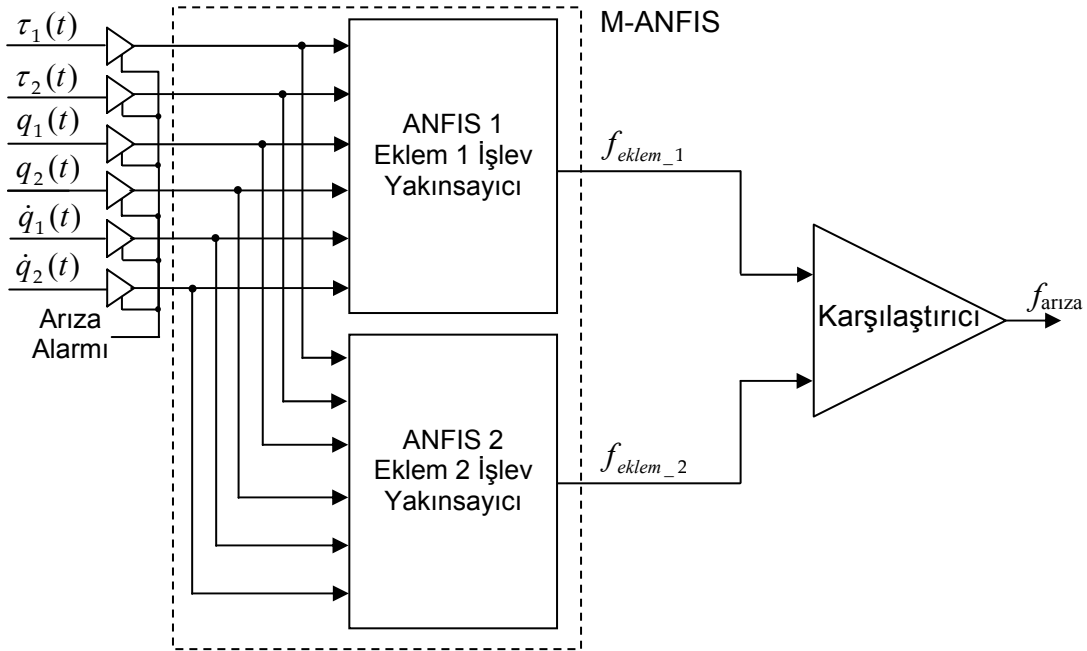 τ₁(t)
τ₂(t)
q₁(t)
q₂(t)
q̇₁(t)
q̇₂(t)
Arıza
Alarmı
M-ANFIS
ANFIS 1
Eklem 1 İşlev
Yakınsayıcı
ANFIS 2
Eklem 2 İşlev
Yakınsayıcı
f_eklem_1
f_eklem_2
Karşılaştırıcı
f_arıza